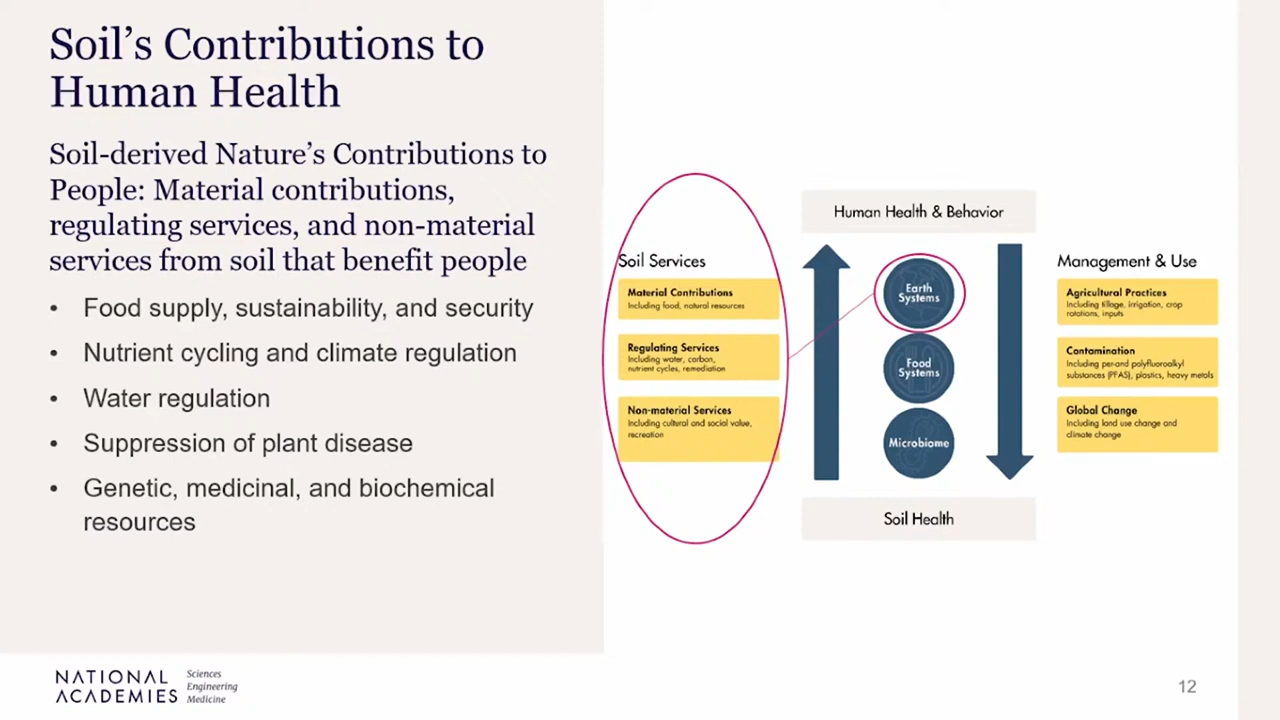 Soil’s Contributions to
Human Health
Soil-derived Nature’s Contributions to
People: Material contributions,
regulating services, and non-material
services from soil that benefit people
• Food supply, sustainability, and security
• Nutrient cycling and climate regulation
• Water regulation
• Suppression of plant disease
• Genetic, medicinal, and biochemical
resources
Soil Services
Material Contributions
Including food, natural resources
Regulating Services
Including water, carbon,
nutrient cycles, remediation
Non-material Services
Including cultural and social value,
recreation
Human Health & Behavior
Earth
Systems
Food
Systems
Microbiome
Soil Health
Management & Use
Agricultural Practices
Including tillage, irrigation, crop
rotations, inputs
Contamination
Including per-and polyfluoroalkyl
substances (PFAS), plastics, heavy metals
Global Change
Including land use change and
climate change
NATIONAL
ACADEMIES
Sciences
Engineering
Medicine
12